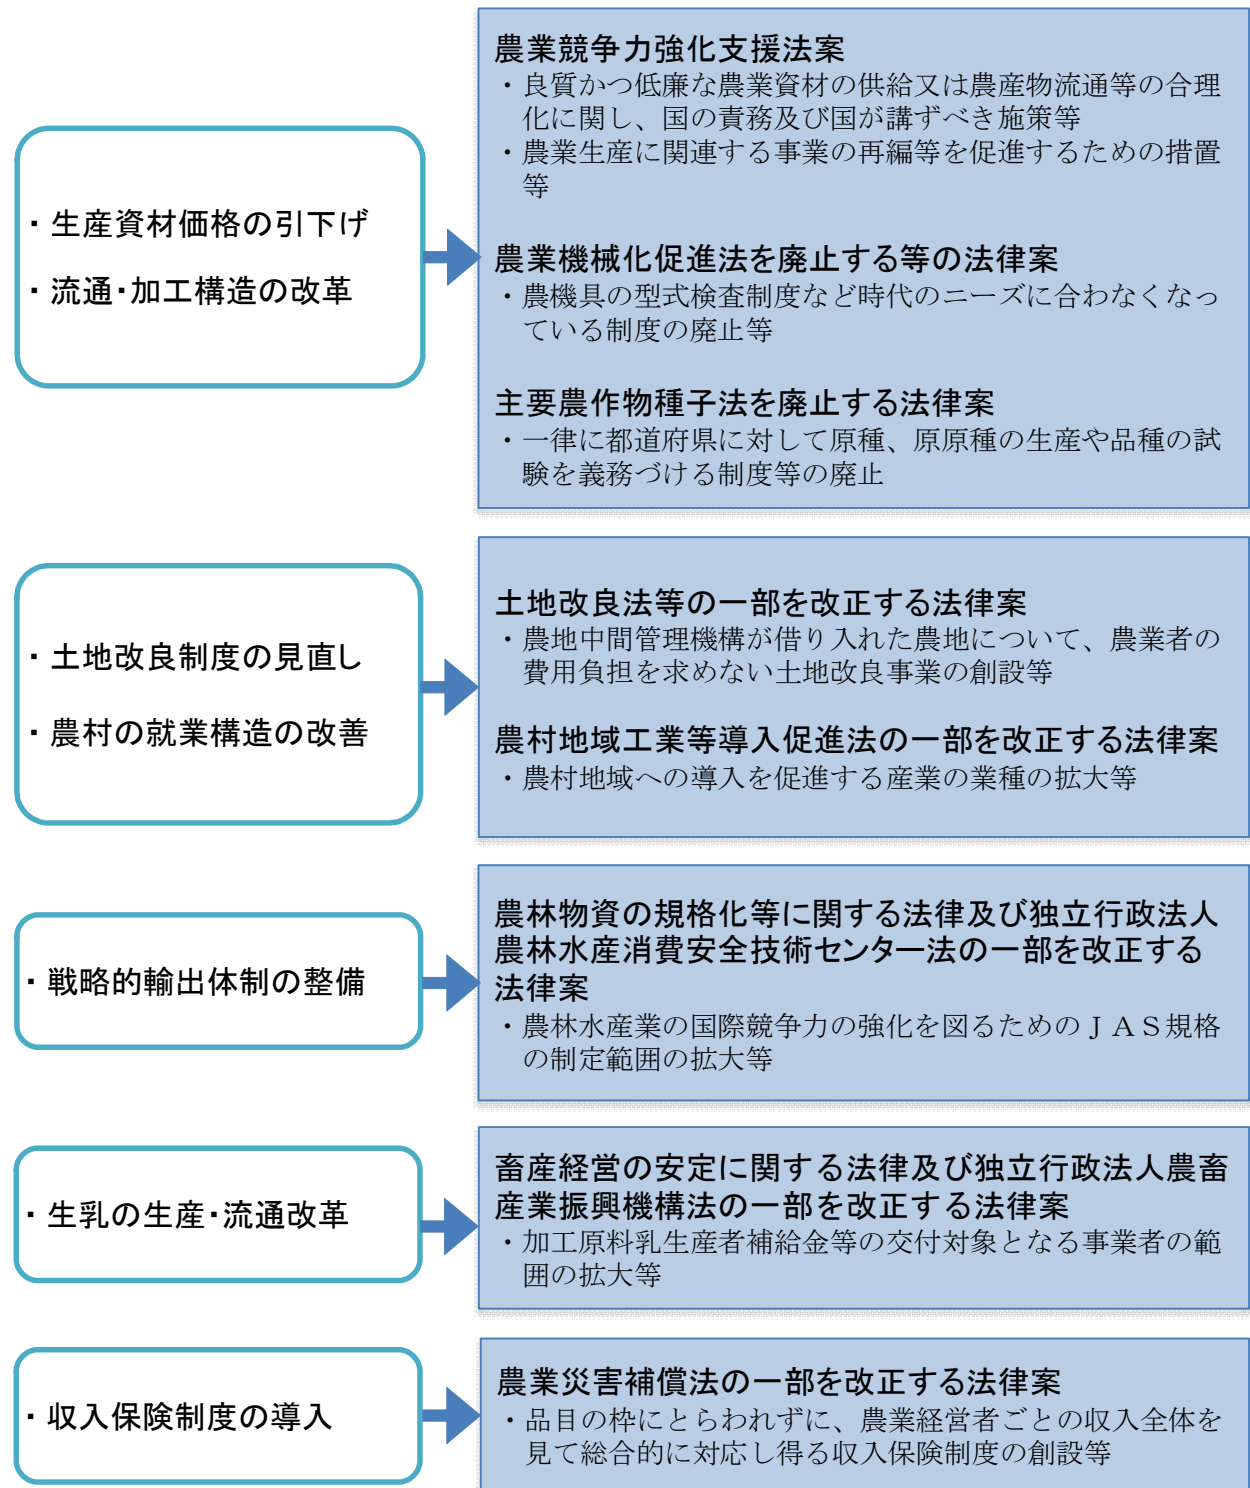 ・生産資材価格の引下げ
・流通・加工構造の改革
農業競争力強化支援法案
・良質かつ低廉な農業資材の供給又は農産物流通等の合理
化に関し、国の責務及び国が講ずべき施策等
・農業生産に関連する事業の再編等を促進するための措置
等
農業機械化促進法を廃止する等の法律案
・農機具の型式検査制度など時代のニーズに合わなくなっ
ている制度の廃止等
主要農作物種子法を廃止する法律案
・一律に都道府県に対して原種、原原種の生産や品種の試
験を義務づける制度等の廃止
・土地改良制度の見直し
・農村の就業構造の改善
土地改良法等の一部を改正する法律案
・農地中間管理機構が借り入れた農地について、農業者の
費用負担を求めない土地改良事業の創設等
農村地域工業等導入促進法の一部を改正する法律案
・農村地域への導入を促進する産業の業種の拡大等
・戦略的輸出体制の整備
農林物資の規格化等に関する法律及び独立行政法人
農林水産消費安全技術センター法の一部を改正する
法律案
・農林水産業の国際競争力の強化を図るためのＪＡＳ規格
の制定範囲の拡大等
・生乳の生産・流通改革
畜産経営の安定に関する法律及び独立行政法人農畜
産業振興機構法の一部を改正する法律案
・加工原料乳生産者補給金等の交付対象となる事業者の範
囲の拡大等
・収入保険制度の導入
農業災害補償法の一部を改正する法律案
・品目の枠にとらわれずに、農業経営者ごとの収入全体を
見て総合的に対応し得る収入保険制度の創設等